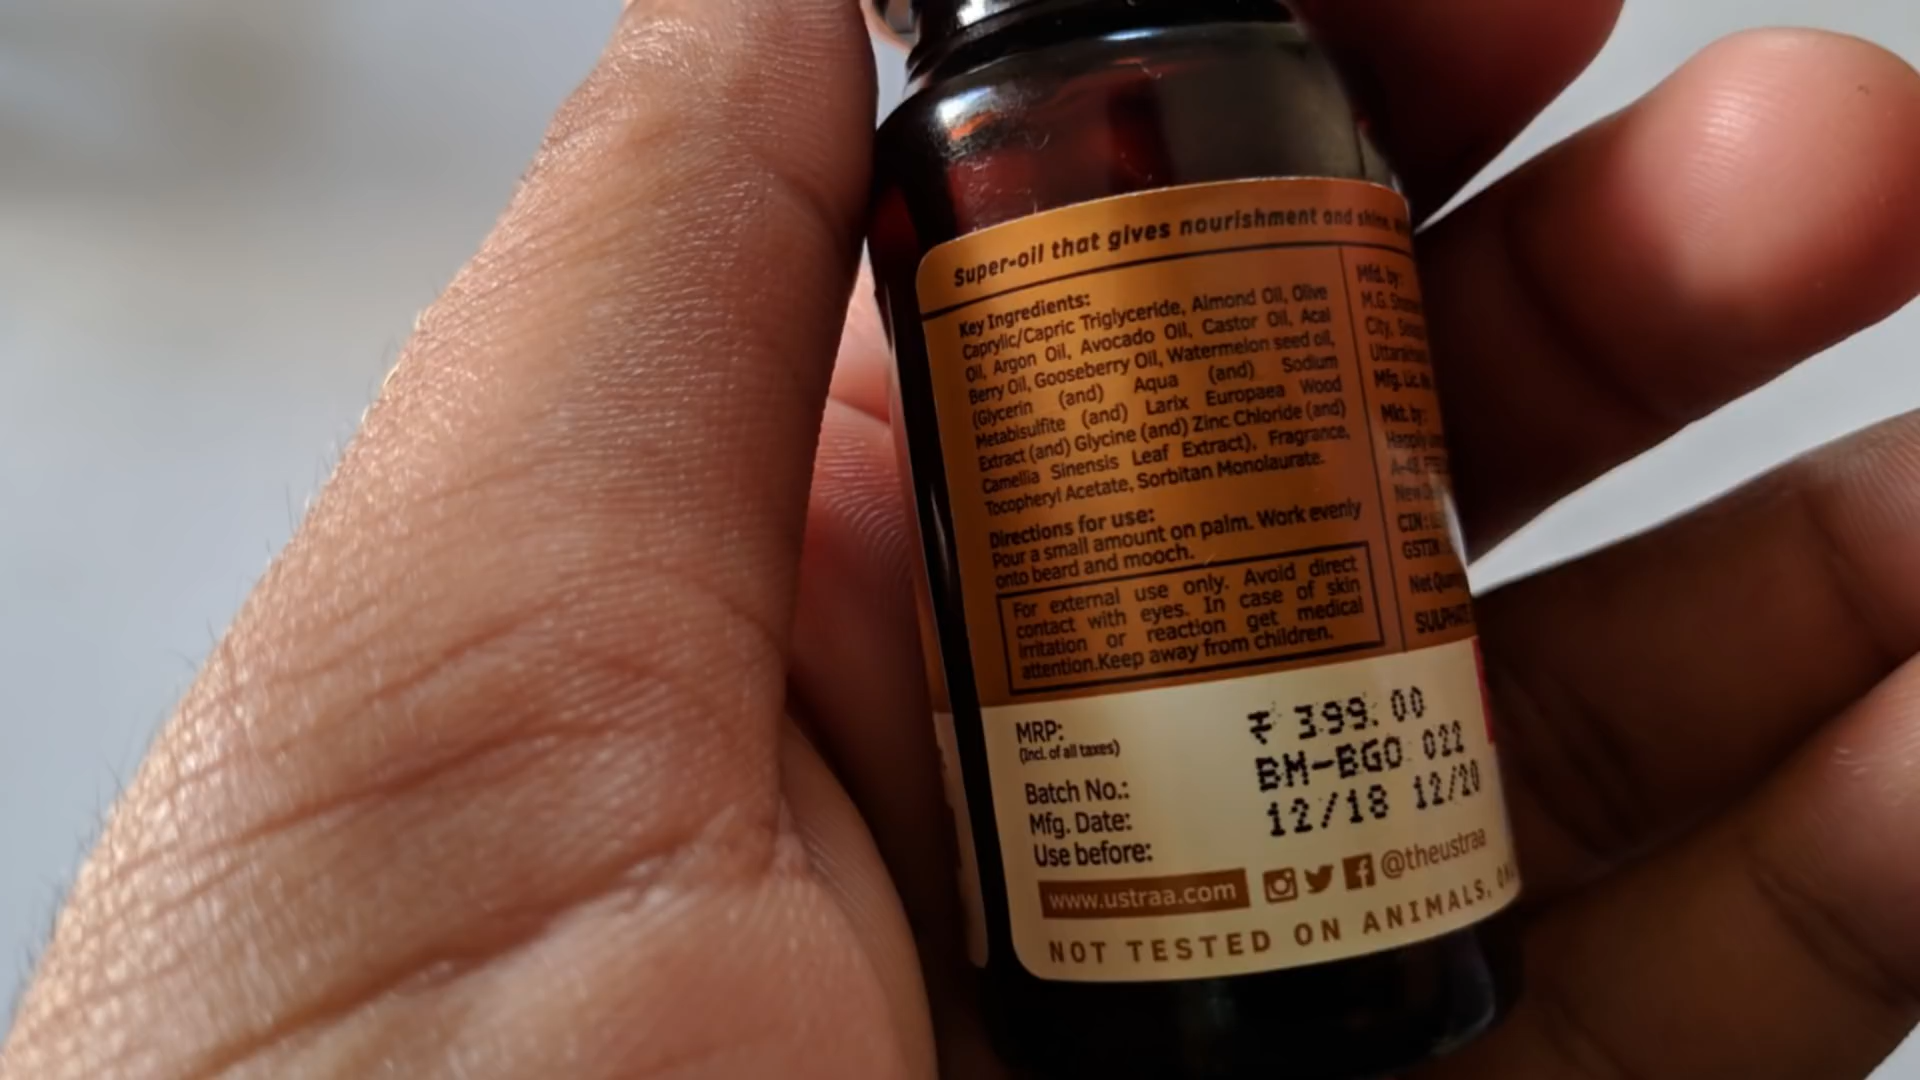 Super-oil that gives nourishment and shine,
Key Ingredients:
Caprylic/Capric Triglyceride, Almond Oil, Olive
Oil, Argon Oil, Avocado Oil, Castor Oil, Acai
Berry Oil, Gooseberry Oil, Watermelon seed oil,
(Glycerin (and) Aqua (and) Sodium
Metabisulfite (and) Larix Europaea Wood
Extract (and) Glycine (and) Zinc Chloride (and)
Camellia Sinensis Leaf Extract), Fragrance,
Tocopheryl Acetate, Sorbitan Monolaurate.
Directions for use:
Pour a small amount on palm. Work evenly
onto beard and mooch.
For external use only. Avoid direct
contact with eyes. In case of skin
irritation or reaction get medical
attention.Keep away from children.
Mfd. by:
M.G.
City,
Mfg. Lic.
Mkt. by:
A-43,
New
CIN:
GSTIN
Net
MRP: ₹ 399.00
(Incl. of all taxes)
Batch No.: BM-BGO 022
Mfg. Date: 12/18 12/20
Use before:
www.ustraa.com @theustraa
NOT TESTED ON ANIMALS,